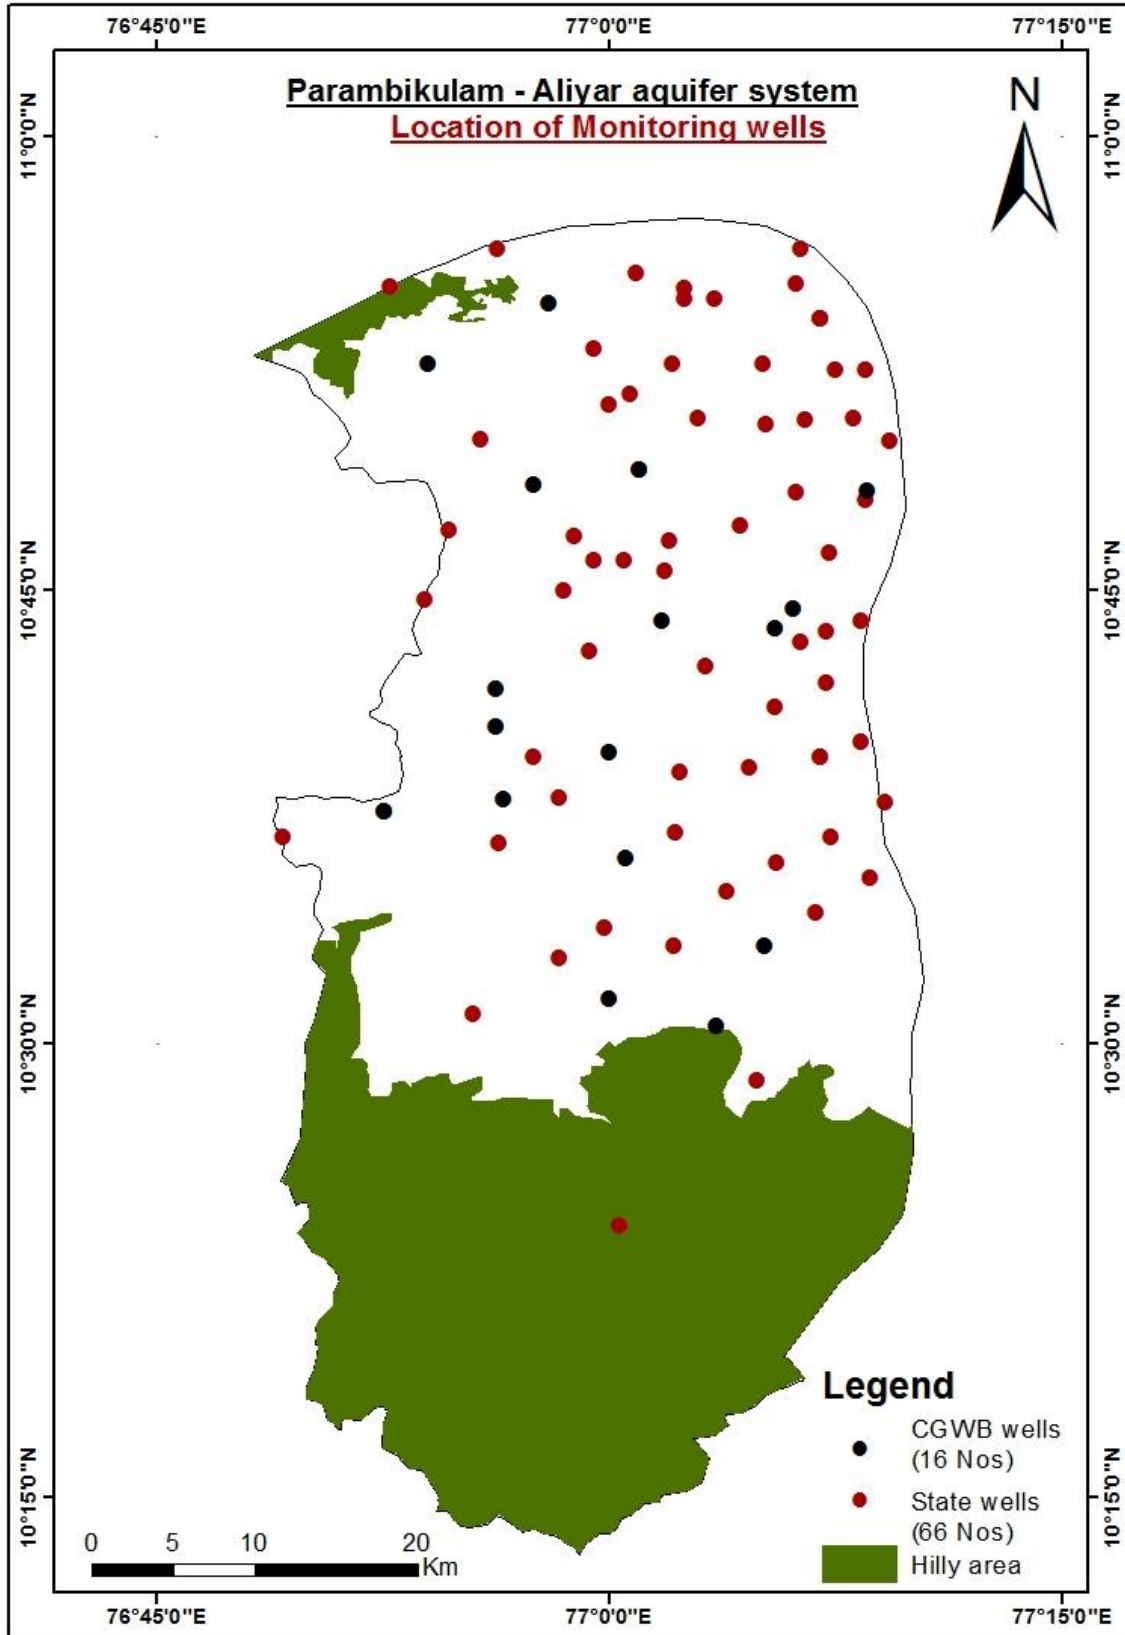 76°45'0"E 77°0'0"E 77°15'0"E
Parambikulam - Aliyar aquifer system
Location of Monitoring wells
N
11°0'0"N 11°0'0"N
10°45'0"N 10°45'0"N
10°30'0"N 10°30'0"N
10°15'0"N 10°15'0"N
Legend
CGWB wells
(16 Nos)
State wells
(66 Nos)
Hilly area
0 5 10 20
Km
76°45'0"E 77°0'0"E 77°15'0"E